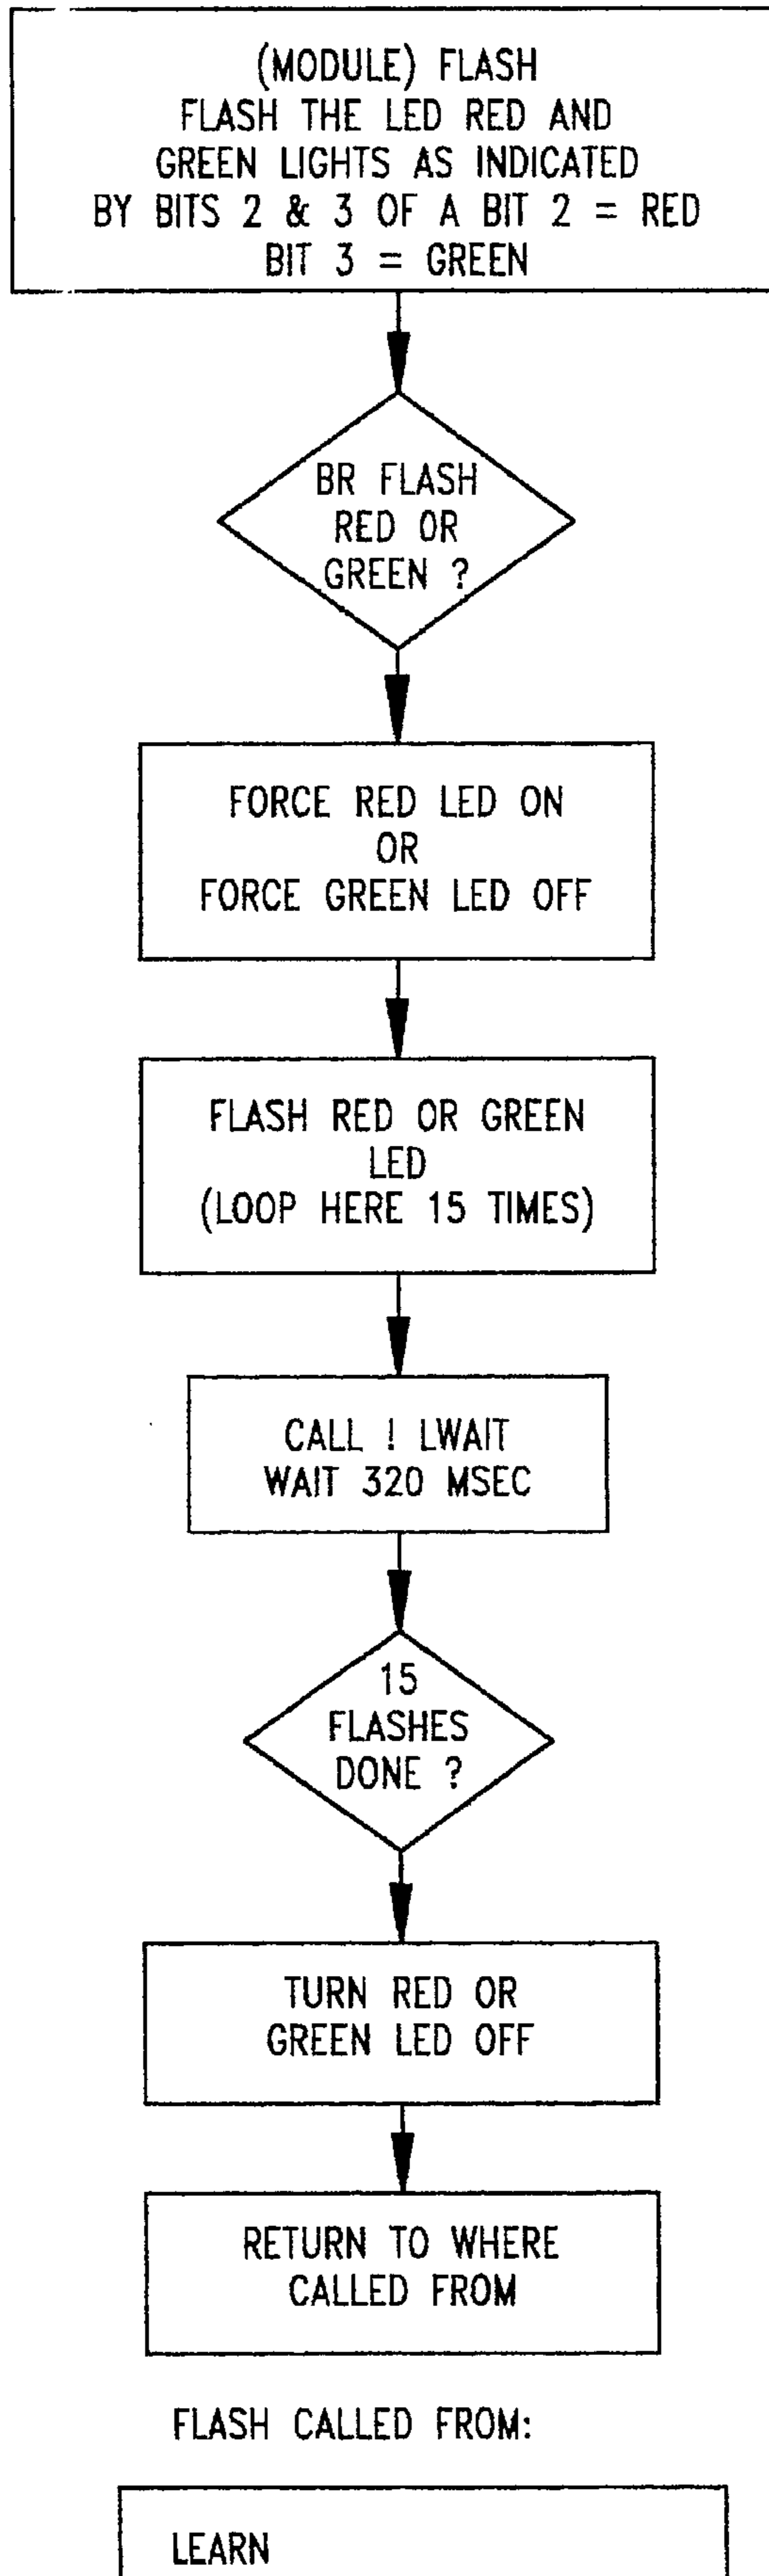 (MODULE) FLASH
FLASH THE LED RED AND
GREEN LIGHTS AS INDICATED
BY BITS 2 & 3 OF A BIT 2 = RED
BIT 3 = GREEN
BR FLASH
RED OR
GREEN ?
FORCE RED LED ON
OR
FORCE GREEN LED OFF
FLASH RED OR GREEN
LED
(LOOP HERE 15 TIMES)
CALL ! LWAIT
WAIT 320 MSEC
15
FLASHES
DONE ?
TURN RED OR
GREEN LED OFF
RETURN TO WHERE
CALLED FROM
FLASH CALLED FROM:
LEARN